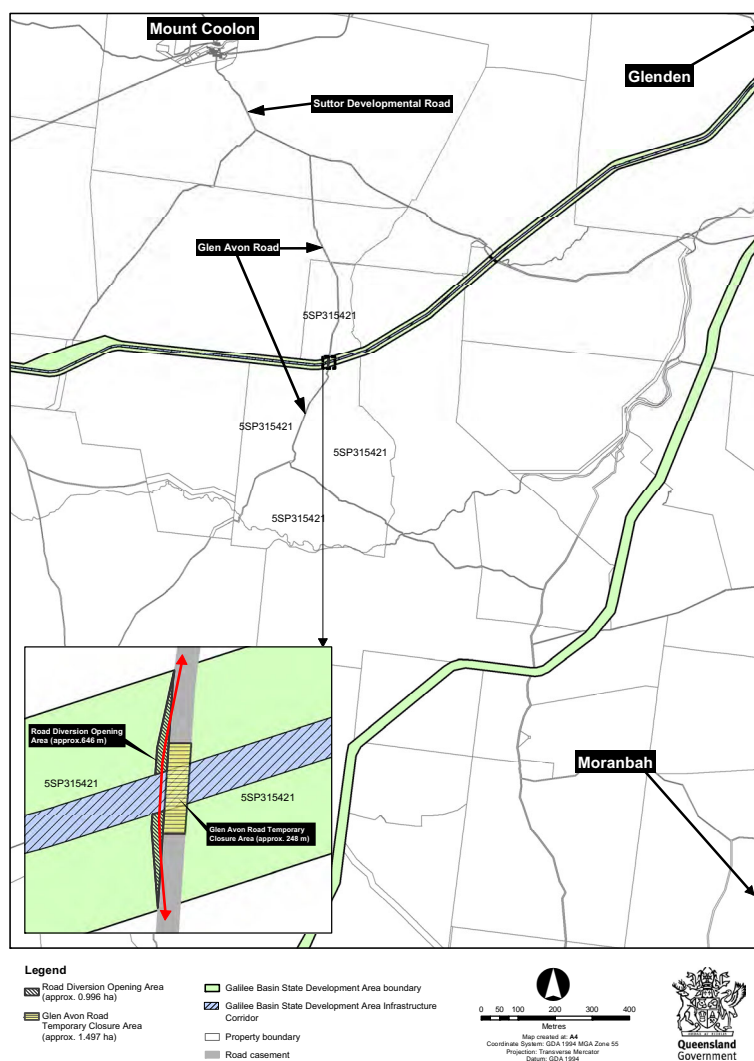 Mount Coolon
Glenden
Suttor Developmental Road
Glen Avon Road
5SP315421
5SP315421
5SP315421
5SP315421
Road Diversion Opening
Area (approx.646 m)
5SP315421
5SP315421
Glen Avon Road Temporary
Closure Area (approx. 248 m)
Moranbah
Legend
Road Diversion Opening Area
(approx. 0.996 ha)
Glen Avon Road
Temporary Closure Area
(approx. 1.497 ha)
Galilee Basin State Development Area boundary
Galilee Basin State Development Area Infrastructure
Corridor
Property boundary
Road casement
0 50 100 200 300 400
Metres
Map created at: A4
Coordinate System: GDA 1994 MGA Zone 55
Projection: Transverse Mercator
Datum: GDA 1994
Queensland
Government